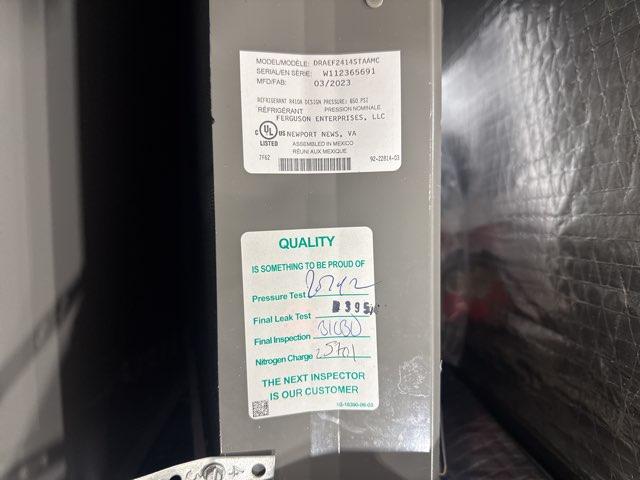 MODEL/MODÈLE: DRAEF2414STAAMC
SERIAL/EN SÉRIE: W112365691
MFD/FAB: 03/2023
REFRIGERANT R410A DESIGN PRESSURE: 650 PSI
RÉFRIGÉRANT PRESSION NOMINALE
FERGUSON ENTERPRISES, LLC
C UL US NEWPORT NEWS, VA
LISTED
ASSEMBLED IN MEXICO
RÉUNI AUX MEXIQUE
7F62 92-22814-03
QUALITY
IS SOMETHING TO BE PROUD OF
Pressure Test
Final Leak Test
Final Inspection
Nitrogen Charge
THE NEXT INSPECTOR
IS OUR CUSTOMER